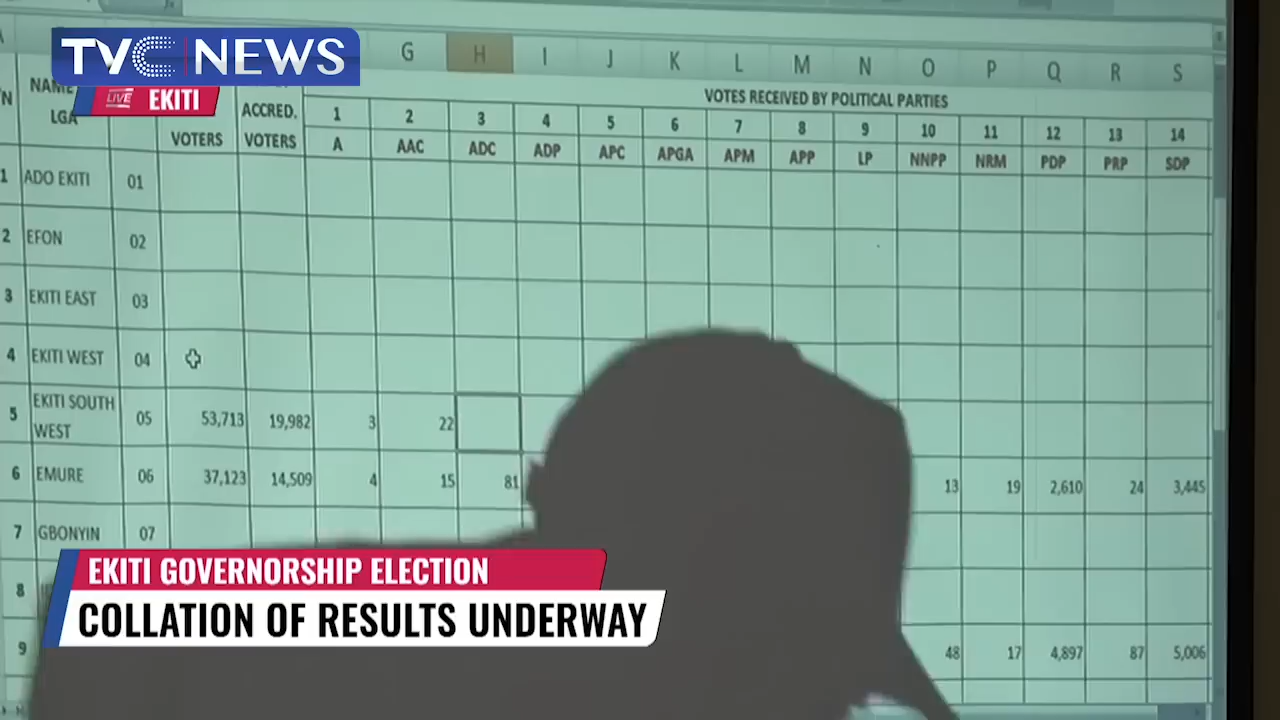 TVC NEWS
LIVE EKITI
G H I J K L M N O P Q R S
NAME
LGA
VOTERS
ACCRED.
VOTERS
VOTES RECEIVED BY POLITICAL PARTIES
1 2 3 4 5 6 7 8 9 10 11 12 13 14
A AAC ADC ADP APC APGA APM APP LP NNPP NRM PDP PRP SDP
1 ADO EKITI 01
2 EFON 02
3 EKITI EAST 03
4 EKITI WEST 04
5 EKITI SOUTH WEST 05 53,713 19,982 3 22
6 EMURE 06 37,123 14,509 4 15 81 13 19 2,610 24 3,445
7 GBONYIN 07
8
9 48 17 4,897 87 5,006
EKITI GOVERNORSHIP ELECTION
COLLATION OF RESULTS UNDERWAY